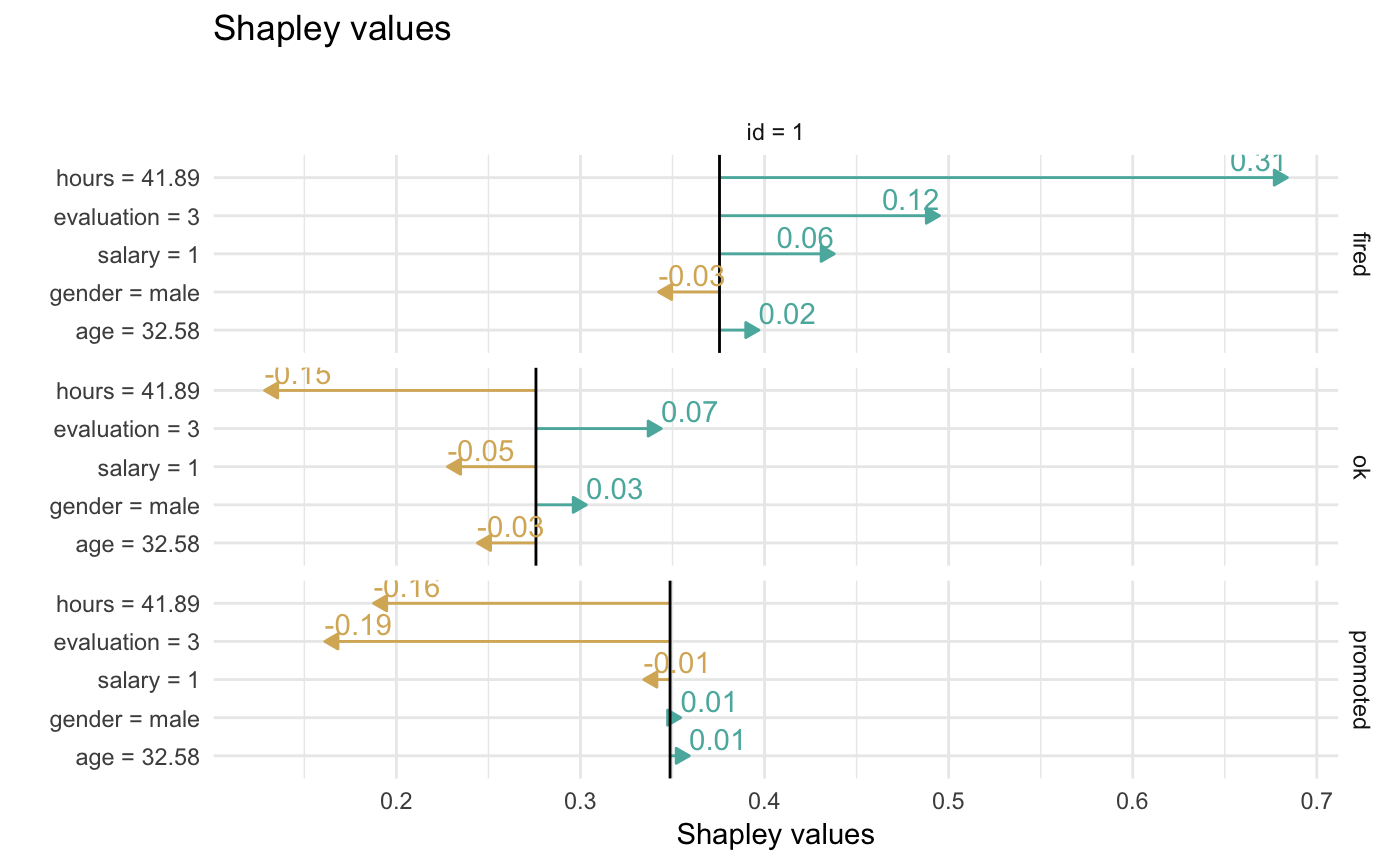 Shapley values
id = 1
hours = 41.89
0.31
evaluation = 3
0.12
salary = 1
0.06
gender = male
-0.03
age = 32.58
0.02
fired
hours = 41.89
-0.15
evaluation = 3
0.07
salary = 1
-0.05
gender = male
0.03
age = 32.58
-0.03
ok
hours = 41.89
-0.16
evaluation = 3
-0.19
salary = 1
-0.01
gender = male
0.01
age = 32.58
0.01
promoted
0.2 0.3 0.4 0.5 0.6 0.7
Shapley values